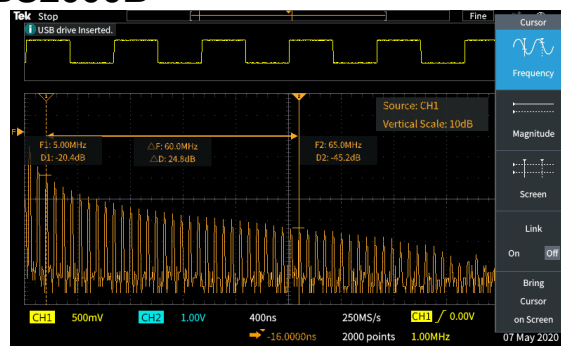 Tek Stop
Fine
Cursor
i USB drive Inserted.
Frequency
Source: CH1
Vertical Scale: 10dB
F
F1: 5.00MHz
D1: -20.4dB
△F: 60.0MHz
△D: 24.8dB
F2: 65.0MHz
D2: -45.2dB
Magnitude
Screen
Link
On Off
Bring
Cursor
on Screen
CH1 500mV
CH2 1.00V
400ns
250MS/s
CH1 0.00V
-16.0000ns
2000 points
1.00MHz
07 May 2020